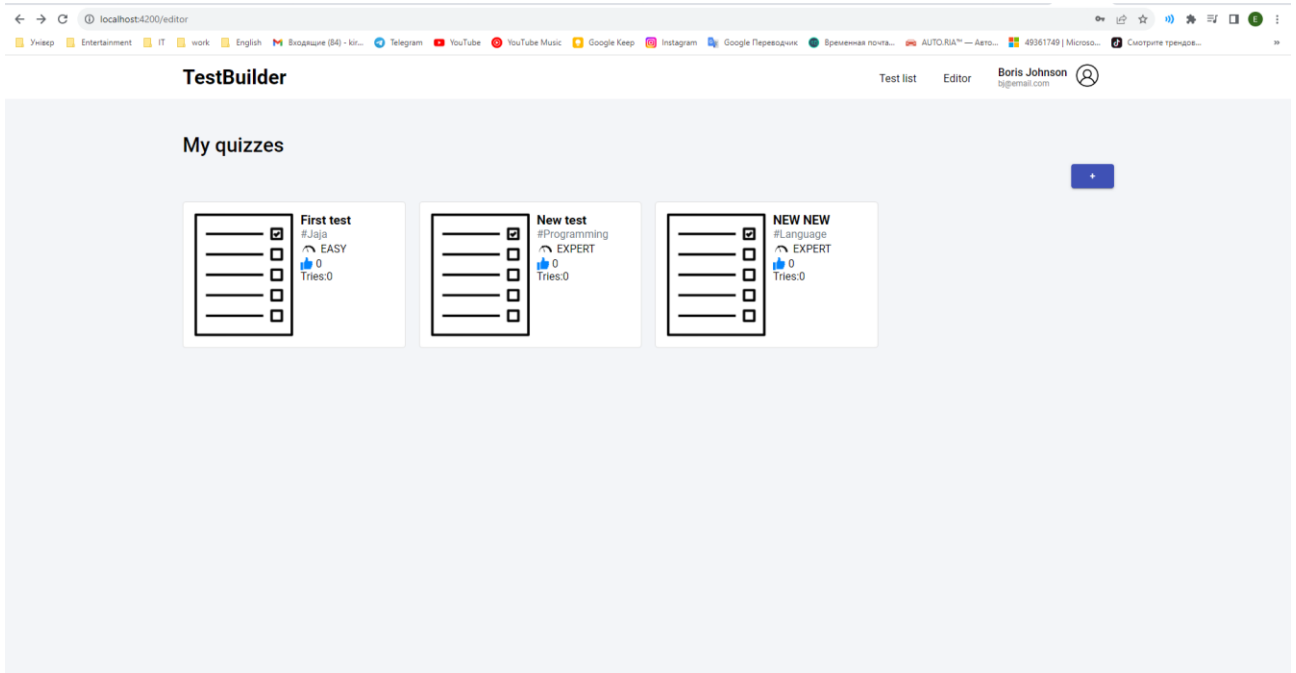 localhost:4200/editor
Универ Entertainment IT work English Входящие (84) - kir... Telegram YouTube YouTube Music Google Keep Instagram Google Переводчик Временная почта... AUTO.RIA™ — Авто... 49361749 | Microso... Смотрите трендов... »
TestBuilder
Test list Editor Boris Johnson
bj@email.com
My quizzes
+
First test
#Jaja
EASY
0
Tries:0
New test
#Programming
EXPERT
0
Tries:0
NEW NEW
#Language
EXPERT
0
Tries:0